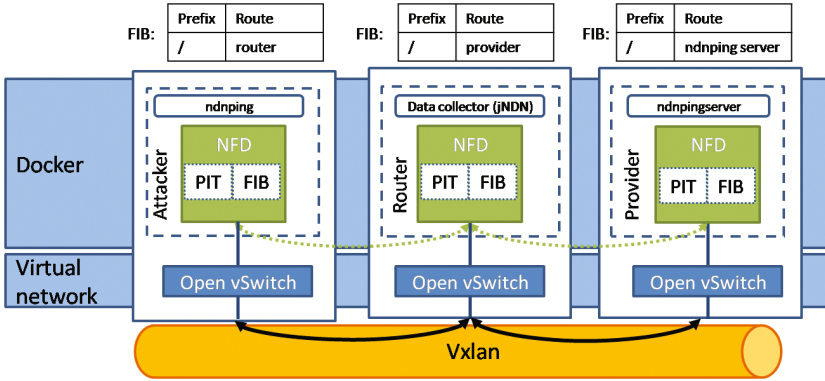 FIB:
Prefix Route
/ router
FIB:
Prefix Route
/ provider
FIB:
Prefix Route
/ ndnping server
Docker
Attacker
ndnping
NFD
PIT FIB
Router
Data collector (jNDN)
NFD
PIT FIB
Provider
ndnpingserver
NFD
PIT FIB
Virtual
network
Open vSwitch
Open vSwitch
Open vSwitch
Vxlan